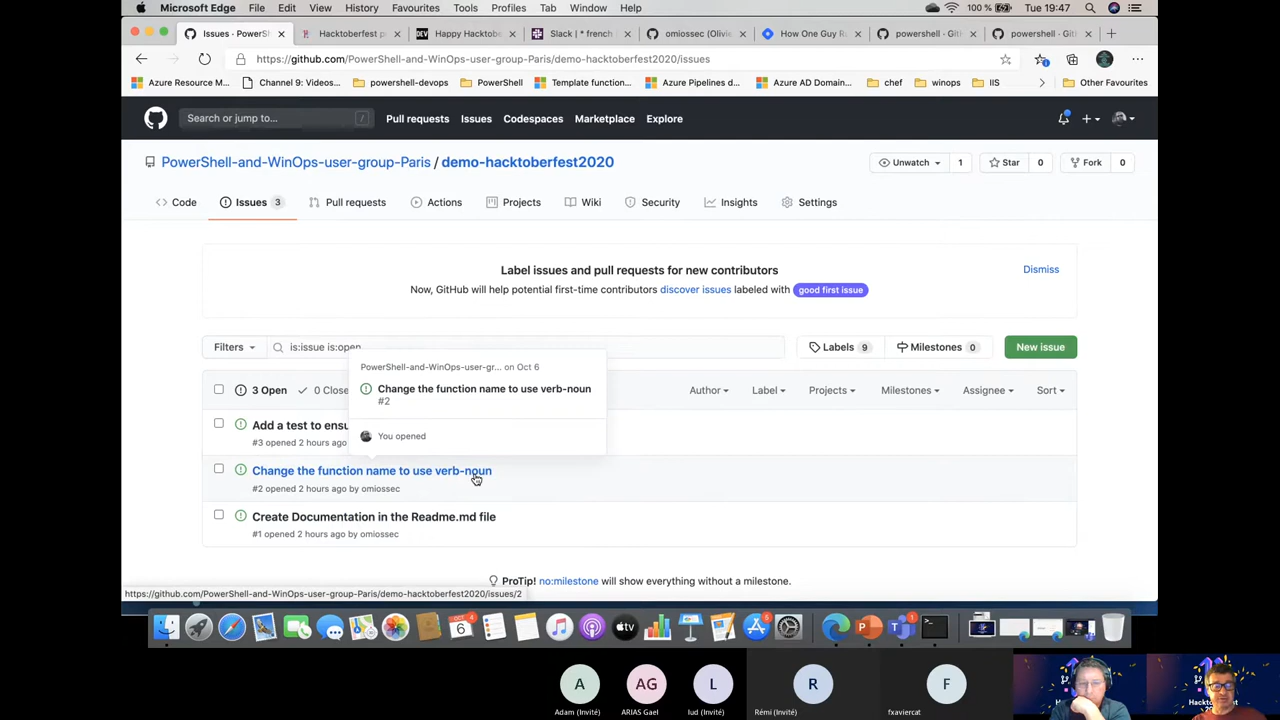 Microsoft Edge File Edit View History Favourites Tools Profiles Tab Window Help 100 % Tue 19:47
Issues - PowerSh Hacktoberfest p Happy Hacktob Slack | * french omiossec (Olivie How One Guy Ru powershell - Git powershell - Git
https://github.com/PowerShell-and-WinOps-user-group-Paris/demo-hacktoberfest2020/issues
Azure Resource M... Channel 9: Videos... powershell-devops PowerShell Template function... Azure Pipelines d... Azure AD Domain... chef winops IIS Other Favourites
Search or jump to... / Pull requests Issues Codespaces Marketplace Explore
PowerShell-and-WinOps-user-group-Paris / demo-hacktoberfest2020 Unwatch 1 Star 0 Fork 0
Code Issues 3 Pull requests Actions Projects Wiki Security Insights Settings
Label issues and pull requests for new contributors Dismiss
Now, GitHub will help potential first-time contributors discover issues labeled with good first issue
Filters is:issue is:open Labels 9 Milestones 0 New issue
PowerShell-and-WinOps-user-gr... on Oct 6
Change the function name to use verb-noun
#2
You opened
3 Open 0 Close Author Label Projects Milestones Assignee Sort
Add a test to ensu
#3 opened 2 hours ago
Change the function name to use verb-noun
#2 opened 2 hours ago by omiossec
Create Documentation in the Readme.md file
#1 opened 2 hours ago by omiossec
ProTip! no:milestone will show everything without a milestone.
https://github.com/PowerShell-and-WinOps-user-group-Paris/demo-hacktoberfest2020/issues/2
A AG L R F
Adam (Invité) ARIAS Gael lud (Invité) Rémi (Invité) fxaviercat